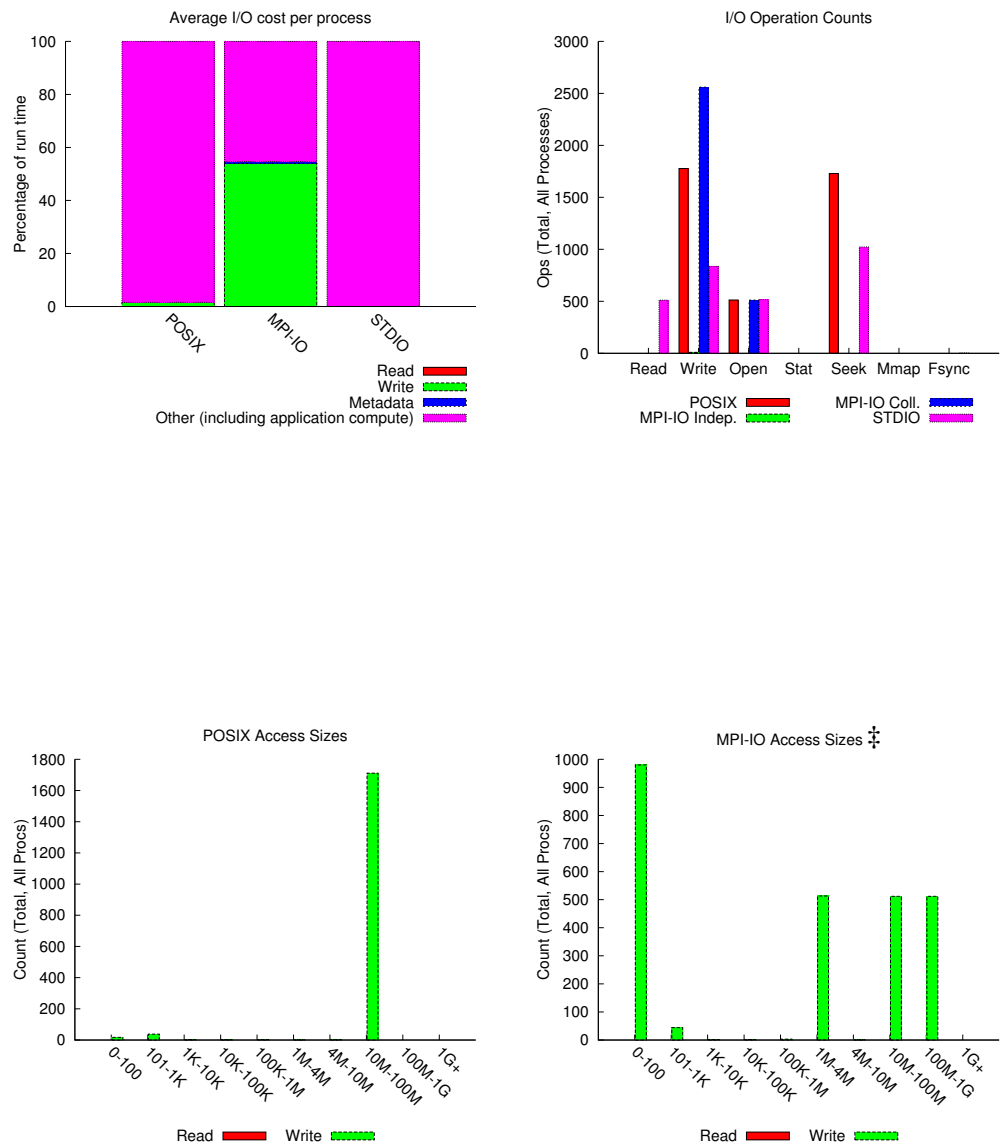 Average I/O cost per process
100
80
60
40
20
0
Percentage of run time
POSIX
MPI-IO
STDIO
Read
Write
Metadata
Other (including application compute)
I/O Operation Counts
3000
2500
2000
1500
1000
500
0
Ops (Total, All Processes)
Read Write Open Stat Seek Mmap Fsync
POSIX
MPI-IO Indep.
MPI-IO Coll.
STDIO
POSIX Access Sizes
1800
1600
1400
1200
1000
800
600
400
200
0
Count (Total, All Procs)
0-100
101-1K
1K-10K
10K-100K
100K-1M
1M-4M
4M-10M
10M-100M
100M-1G
1G+
Read Write
MPI-IO Access Sizes ‡
1000
900
800
700
600
500
400
300
200
100
0
Count (Total, All Procs)
0-100
101-1K
1K-10K
10K-100K
100K-1M
1M-4M
4M-10M
10M-100M
100M-1G
1G+
Read Write